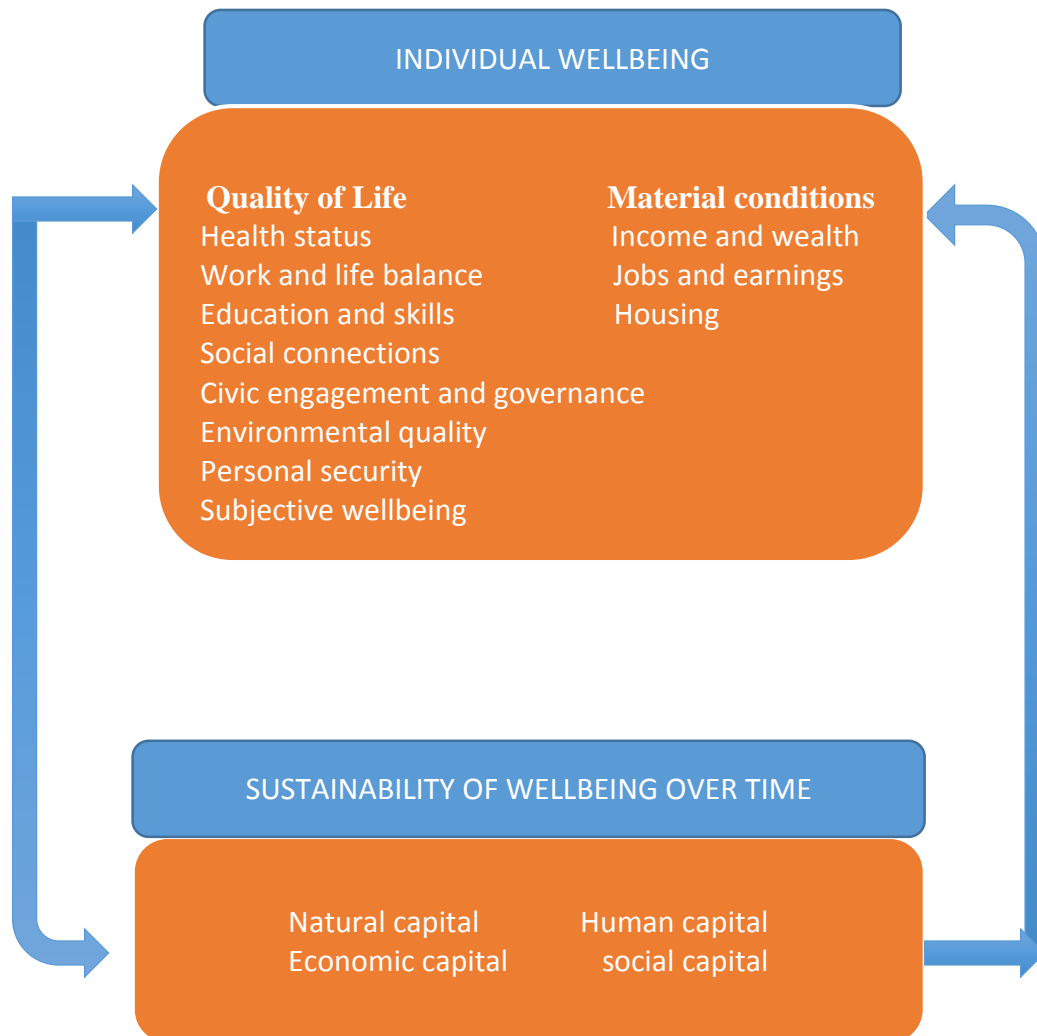 INDIVIDUAL WELLBEING
Quality of Life
Health status
Work and life balance
Education and skills
Social connections
Civic engagement and governance
Environmental quality
Personal security
Subjective wellbeing
Material conditions
Income and wealth
Jobs and earnings
Housing
SUSTAINABILITY OF WELLBEING OVER TIME
Natural capital Human capital
Economic capital social capital